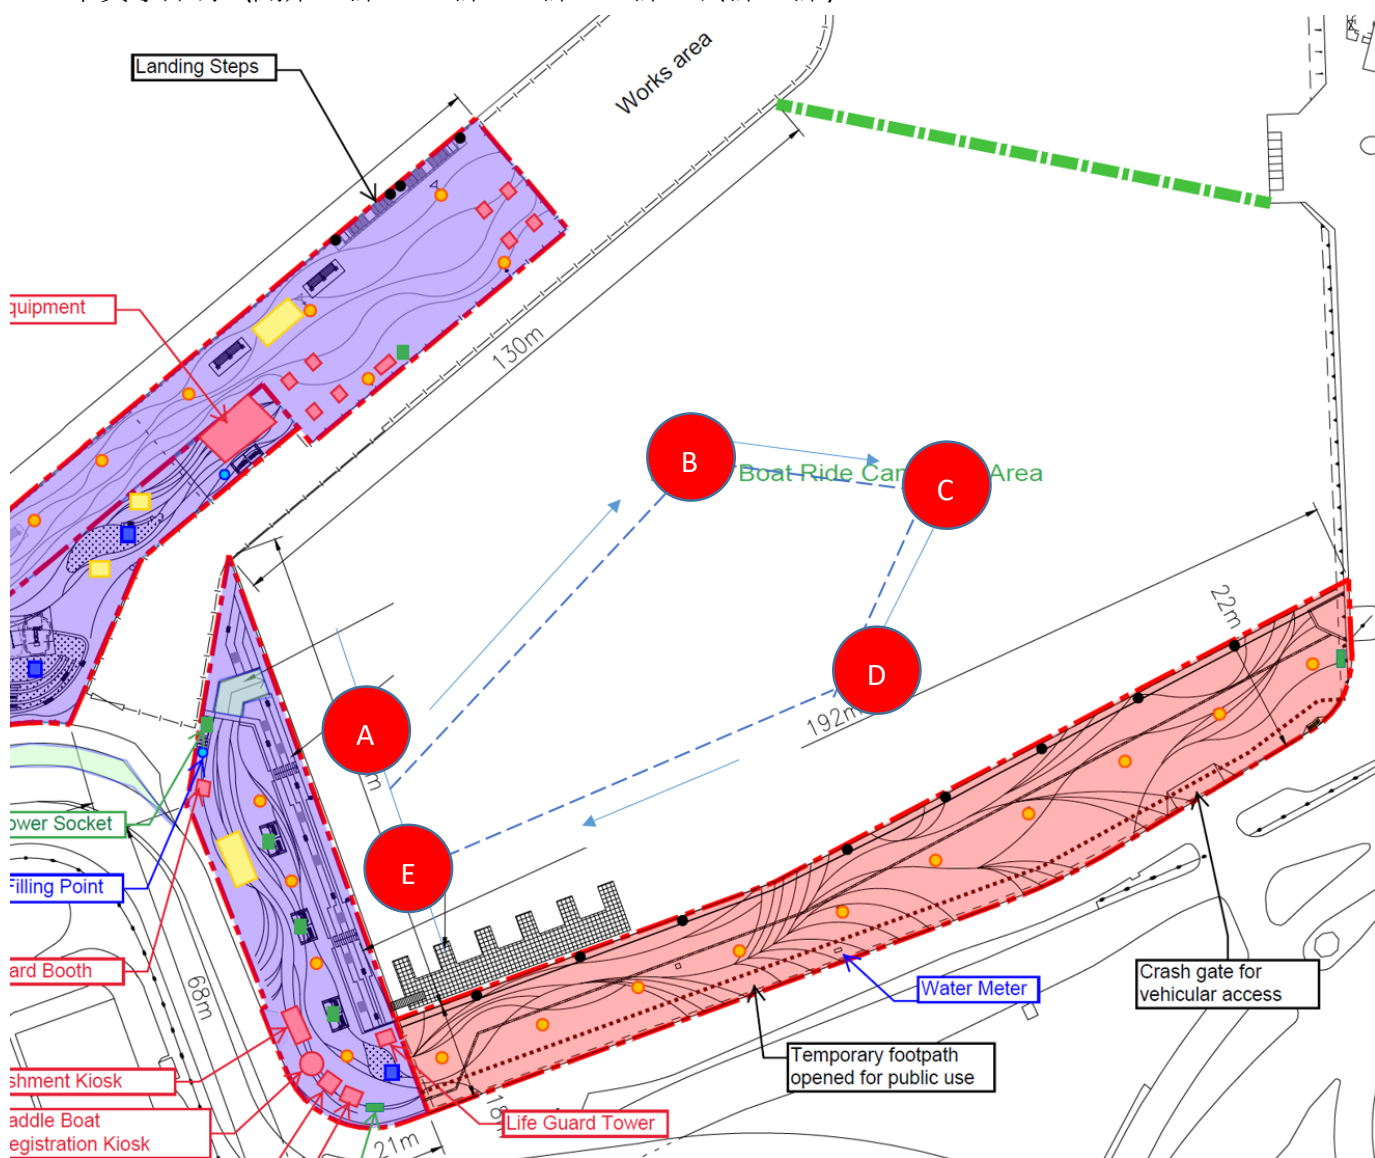 Landing Steps
Works area
quipment
130m
B
Boat Ride Ca
Area
C
22m
A
D
192m
m
ower Socket
E
Filling Point
ard Booth
68m
Water Meter
Crash gate for
vehicular access
Temporary footpath
opened for public use
shment Kiosk
addle Boat
egistration Kiosk
Life Guard Tower
21m